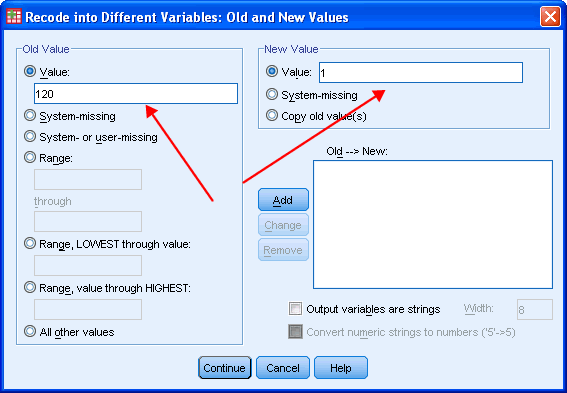 Recode into Different Variables: Old and New Values
Old Value
Value:
120
System-missing
System- or user-missing
Range:
through
Range, LOWEST through value:
Range, value through HIGHEST:
All other values
New Value
Value: 1
System-missing
Copy old value(s)
Old --> New:
Add
Change
Remove
Output variables are strings Width: 8
Convert numeric strings to numbers ('5'->5)
Continue Cancel Help